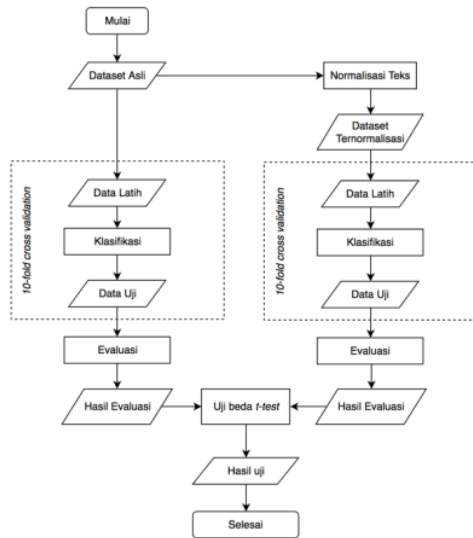 Mulai
Dataset Asli
Normalisasi Teks
Dataset
Ternormalisasi
10-fold cross validation
Data Latih
Klasifikasi
Data Uji
10-fold cross validation
Data Latih
Klasifikasi
Data Uji
Evaluasi
Evaluasi
Hasil Evaluasi
Uji beda t-test
Hasil Evaluasi
Hasil uji
Selesai